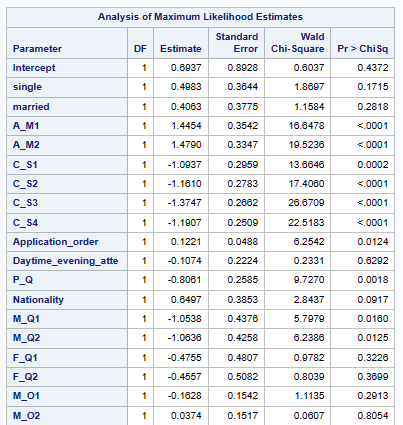 Analysis of Maximum Likelihood Estimates
Parameter DF Estimate Standard Error Wald Chi-Square Pr > ChiSq
Intercept 1 0.6937 0.8928 0.6037 0.4372
single 1 0.4983 0.3644 1.8697 0.1715
married 1 0.4063 0.3775 1.1584 0.2818
A_M1 1 1.4454 0.3542 16.6478 <.0001
A_M2 1 1.4790 0.3347 19.5236 <.0001
C_S1 1 -1.0937 0.2959 13.6646 0.0002
C_S2 1 -1.1610 0.2783 17.4060 <.0001
C_S3 1 -1.3747 0.2662 26.6709 <.0001
C_S4 1 -1.1907 0.2509 22.5183 <.0001
Application_order 1 0.1221 0.0488 6.2542 0.0124
Daytime_evening_atte 1 -0.1074 0.2224 0.2331 0.6292
P_Q 1 -0.8061 0.2585 9.7270 0.0018
Nationality 1 0.6497 0.3853 2.8437 0.0917
M_Q1 1 -1.0538 0.4376 5.7979 0.0160
M_Q2 1 -1.0636 0.4258 6.2386 0.0125
F_Q1 1 -0.4755 0.4807 0.9782 0.3226
F_Q2 1 -0.4557 0.5082 0.8039 0.3699
M_O1 1 -0.1628 0.1542 1.1135 0.2913
M_O2 1 0.0374 0.1517 0.0607 0.8054